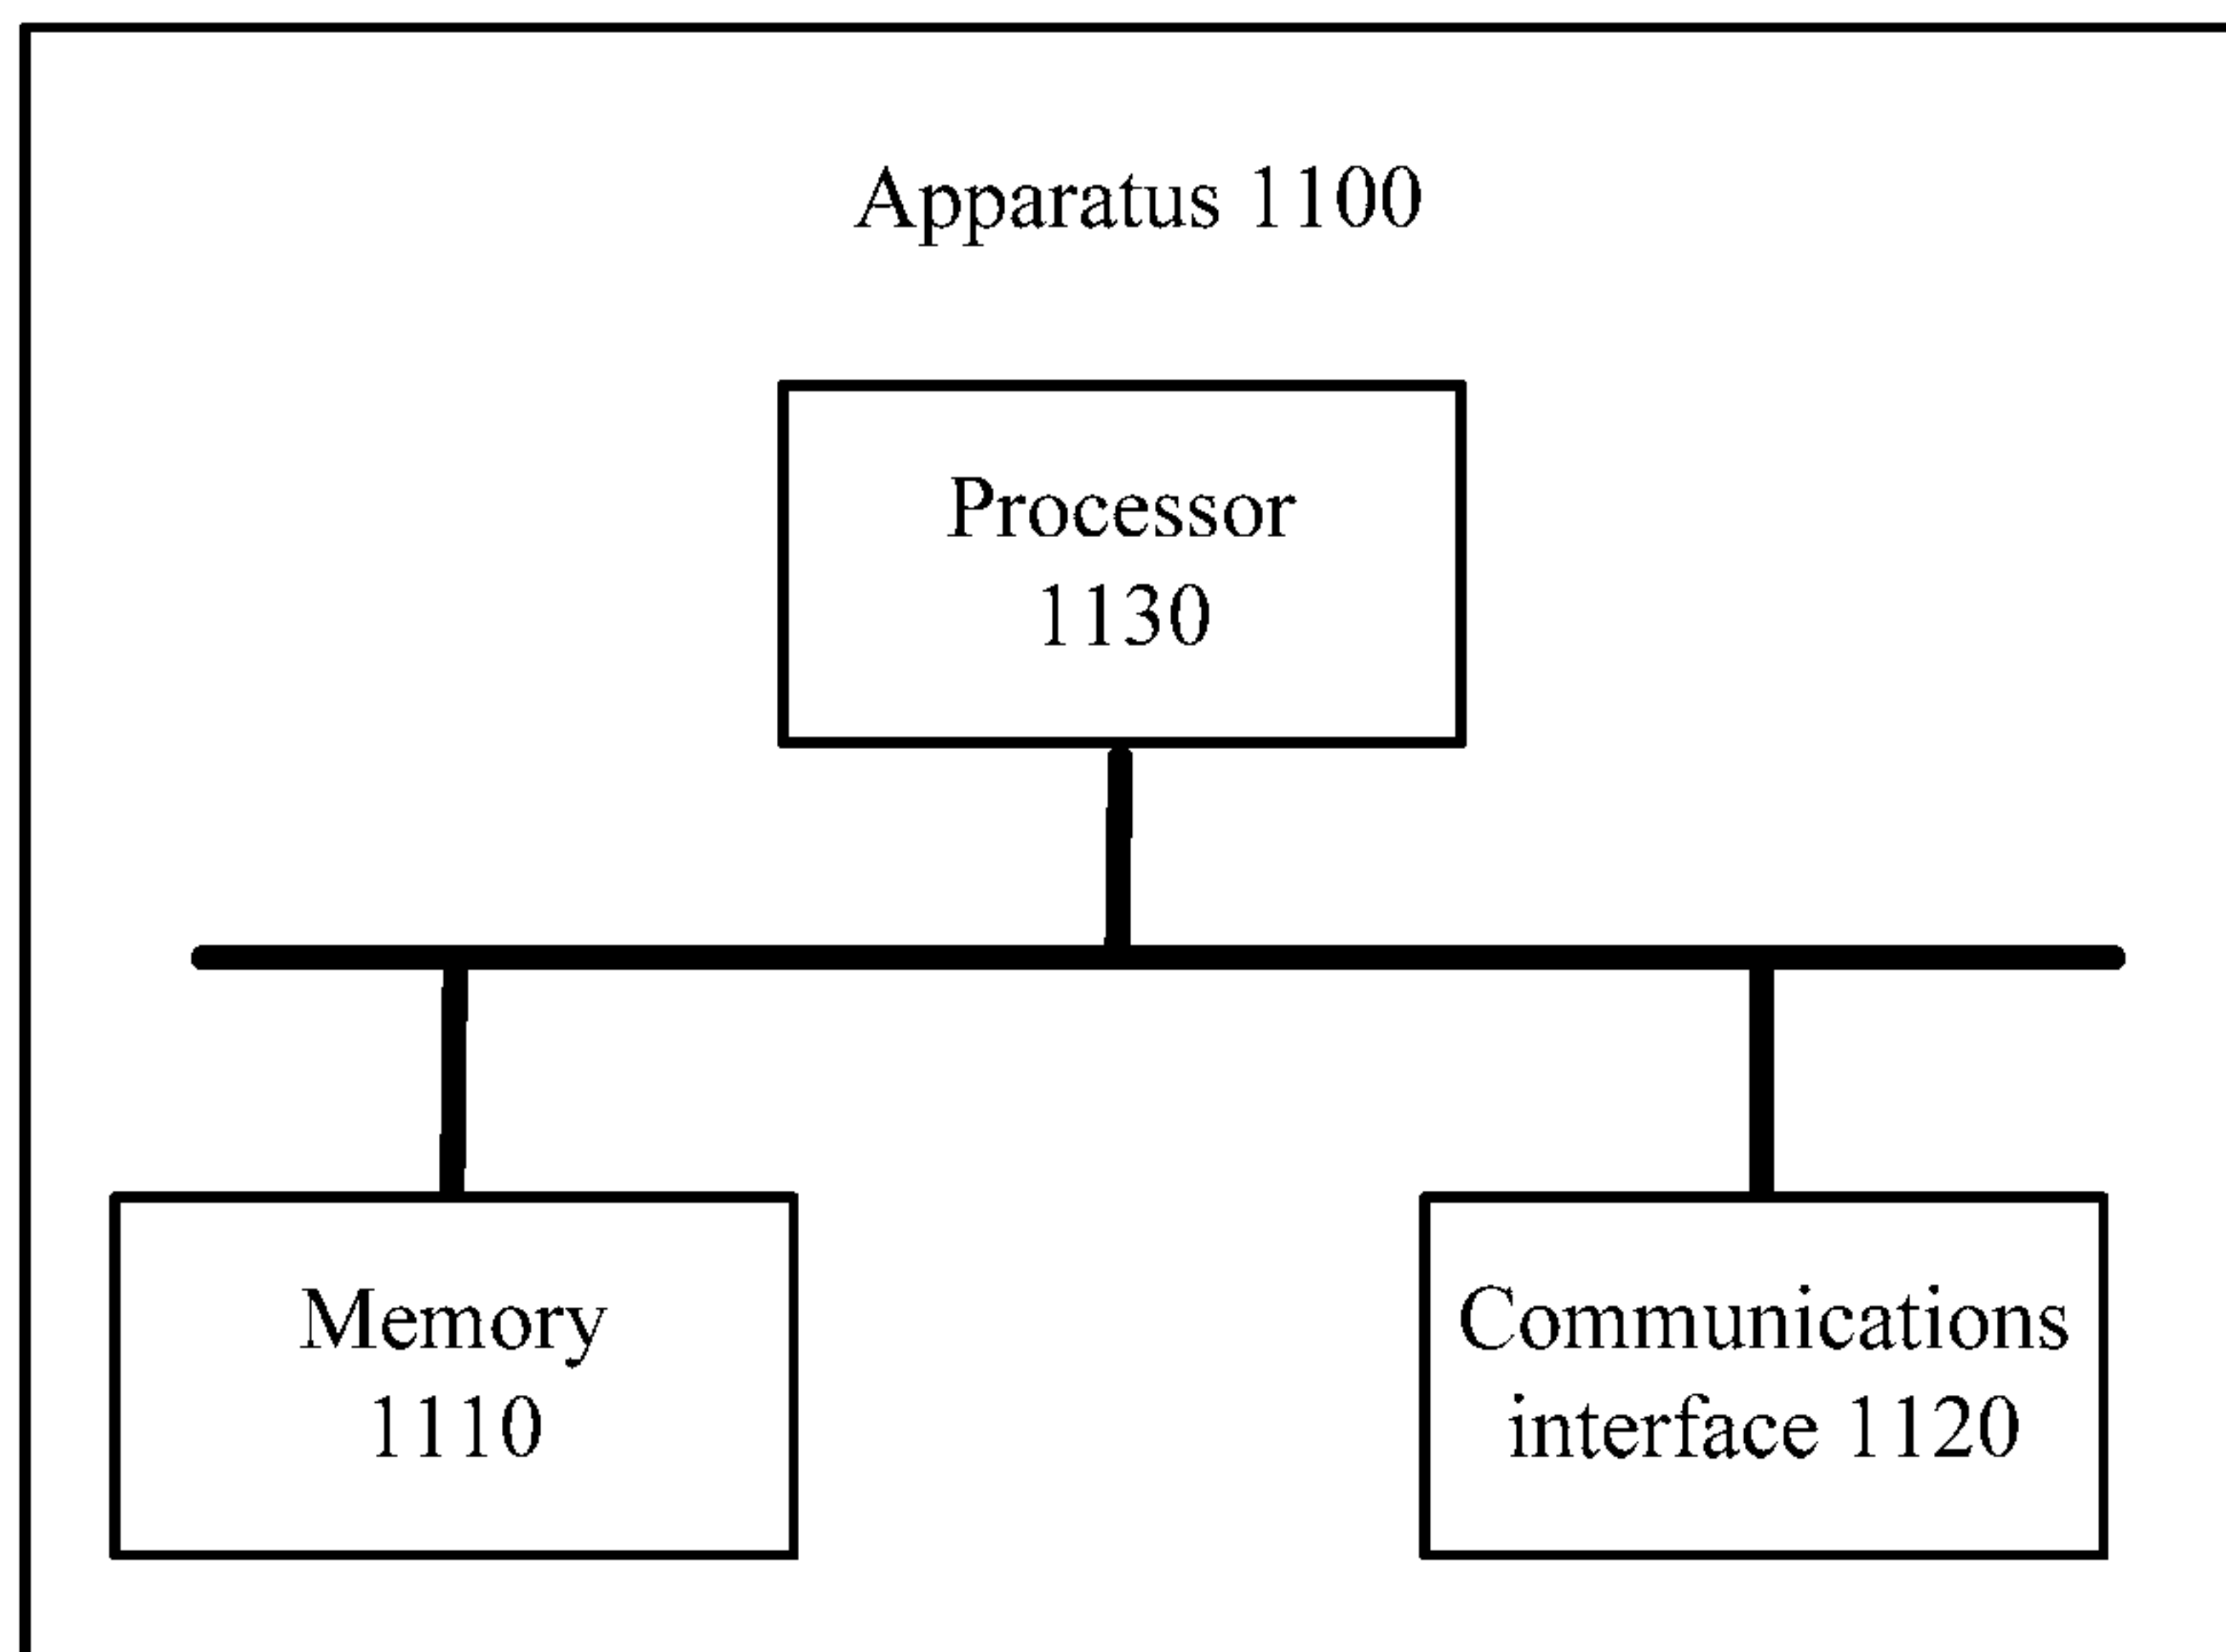 Apparatus 1100
Processor
1130
Memory
1110
Communications
interface 1120